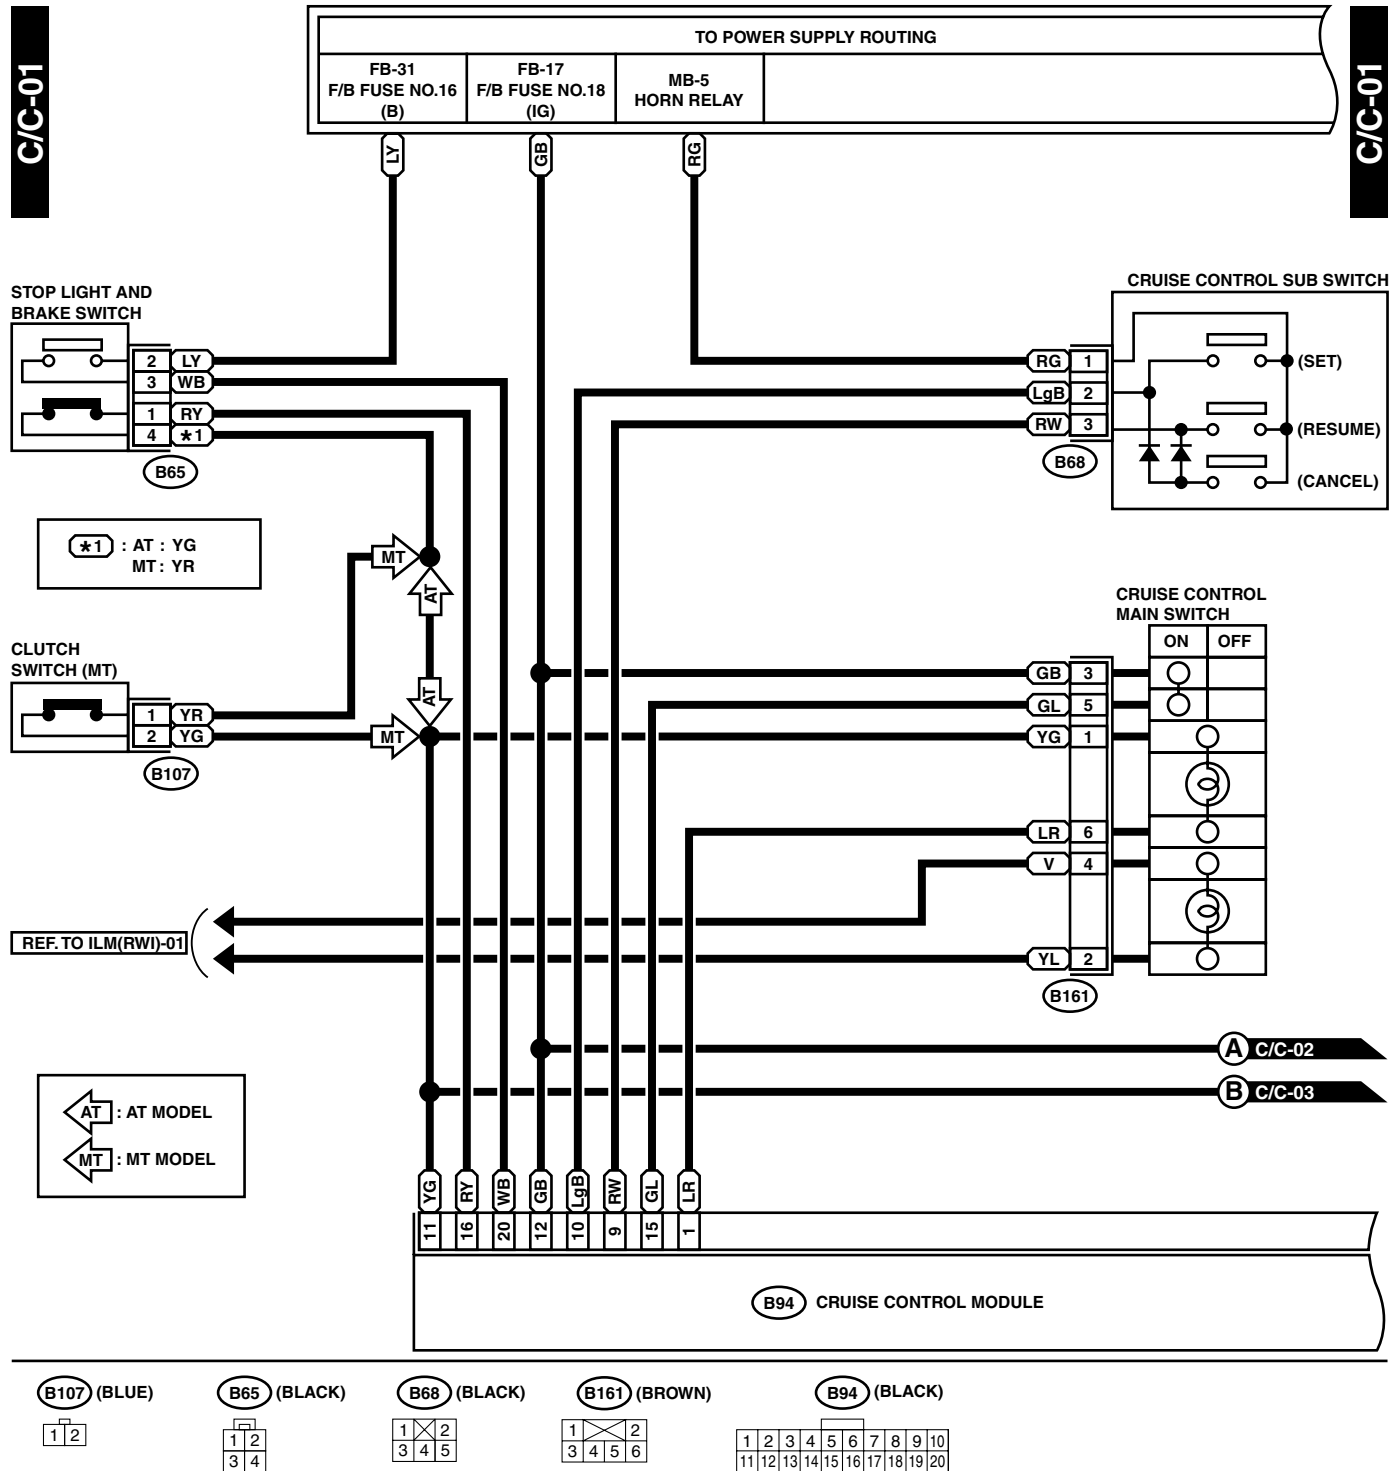 C/C-01
C/C-01
TO POWER SUPPLY ROUTING
FB-31
F/B FUSE NO.16
(B)
FB-17
F/B FUSE NO.18
(IG)
MB-5
HORN RELAY
LY
GB
RG
STOP LIGHT AND
BRAKE SWITCH
2 LY
3 WB
1 RY
4 *1
B65
CRUISE CONTROL SUB SWITCH
RG 1
LgB 2
RW 3
B68
(SET)
(RESUME)
(CANCEL)
*1 : AT : YG
MT : YR
MT
AT
AT
MT
CLUTCH
SWITCH (MT)
1 YR
2 YG
B107
CRUISE CONTROL
MAIN SWITCH
ON OFF
GB 3
GL 5
YG 1
LR 6
V 4
YL 2
B161
REF. TO ILM(RWI)-01
A C/C-02
B C/C-03
AT : AT MODEL
MT : MT MODEL
YG RY WB GB LgB RW GL LR
11 16 20 12 10 9 15 1
B94 CRUISE CONTROL MODULE
B107 (BLUE)
1 2
B65 (BLACK)
1 2
3 4
B68 (BLACK)
1 2
3 4 5
B161 (BROWN)
1 2
3 4 5 6
B94 (BLACK)
1 2 3 4 5 6 7 8 9 10
11 12 13 14 15 16 17 18 19 20